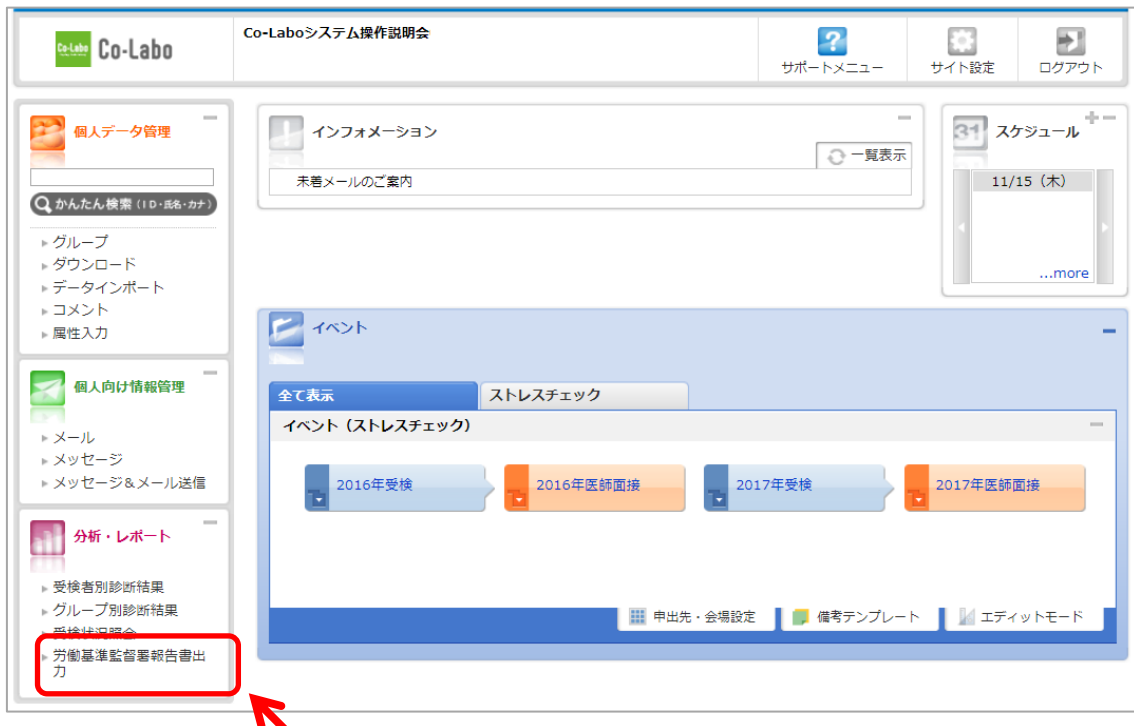 Co-Labo Co-Labo
Co-Laboシステム操作説明会
サポートメニュー
サイト設定
ログアウト
個人データ管理
かんたん検索(ID・氏名・カナ)
グループ
ダウンロード
データインポート
コメント
属性入力
個人向け情報管理
メール
メッセージ
メッセージ&メール送信
分析・レポート
受検者別診断結果
グループ別診断結果
受検状況照会
労働基準監督署報告書出
力
インフォメーション
一覧表示
未着メールのご案内
31 スケジュール
11/15（木）
...more
イベント
全て表示
ストレスチェック
イベント（ストレスチェック）
2016年受検
2016年医師面接
2017年受検
2017年医師面接
申出先・会場設定
備考テンプレート
エディットモード